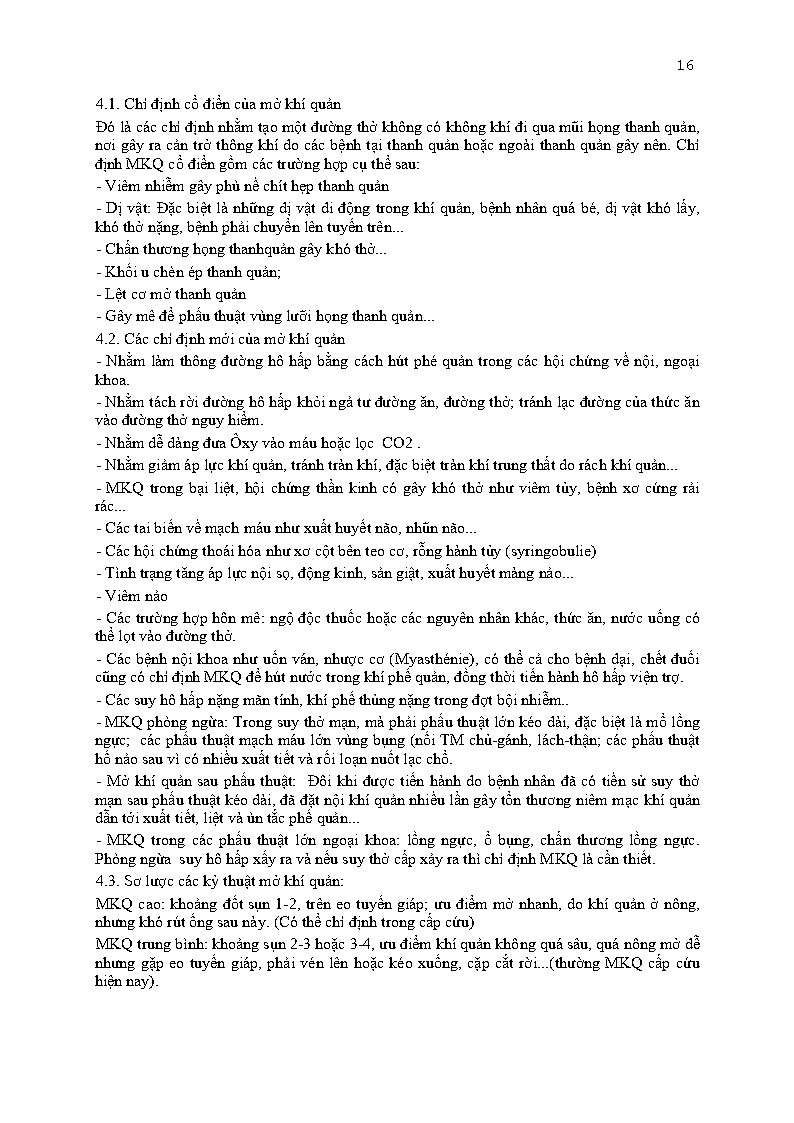 16
4.1. Chỉ định cổ điển của mở khí quản
Đó là các chỉ định nhằm tạo một đường thở không có không khí đi qua mũi họng thanh quản,
nơi gây ra cản trở thông khí do các bệnh tại thanh quản hoặc ngoài thanh quản gây nên. Chỉ
định MKQ cổ điển gồm các trường hợp cụ thể sau:
- Viêm nhiễm gây phù nề chít hẹp thanh quản
- Dị vật: Đặc biệt là những dị vật di động trong khí quản, bệnh nhân quá bé, dị vật khó lấy,
khó thở nặng, bệnh phải chuyển lên tuyến trên...
- Chấn thương họng thanhquản gây khó thở...
- Khối u chèn ép thanh quản;
- Lệt cơ mở thanh quản
- Gây mê để phấu thuật vùng lưỡi họng thanh quản...
4.2. Các chỉ định mới của mở khí quản
- Nhằm làm thông đường hô hấp bằng cách hút phé quản trong các hội chứng về nội, ngoại
khoa.
- Nhằm tách rời đường hô hấp khỏi ngả tư đường ăn, đường thở; tránh lạc đường của thức ăn
vào đường thở nguy hiểm.
- Nhằm dễ dàng đưa Ôxy vào máu hoặc lọc  CO2 .
- Nhằm giảm áp lực khí quản, tránh tràn khí, đặc biệt tràn khí trung thất do rách khí quản...
- MKQ trong bại liệt, hội chứng thần kinh có gây khó thở như viêm tủy, bệnh xơ cứng rải
rác...
- Các tai biến về mạch máu như xuất huyết não, nhũn não...
- Các hội chứng thoái hóa như xơ cột bên teo cơ, rỗng hành tủy (syringobulie)
- Tình trạng tăng áp lực nội sọ, động kinh, sản giật, xuất huyết màng não...
- Viêm não
- Các trường hợp hôn mê: ngộ độc thuốc hoặc các nguyên nhân khác, thức ăn, nước uống có
thể lọt vào đường thở.
- Các bệnh nội khoa như uốn ván, nhược cơ (Myasthénie), có thể cả cho bệnh dại, chết đuối
cũng có chỉ định MKQ để hút nước trong khí phế quản, đồng thời tiến hành hô hấp viện trợ.
- Các suy hô hấp nặng mãn tính, khí phế thủng nặng trong đợt bội nhiễm..
- MKQ phòng ngừa: Trong suy thở mạn, mà phải phấu thuật lớn kéo dài, đặc biệt là mổ lồng
ngực;  các phấu thuật mạch máu lớn vùng bụng (nối TM chủ-gánh, lách-thận; các phấu thuật
hố não sau vì có nhiều xuất tiết và rối loạn nuốt lạc chổ.
- Mở khí quản sau phấu thuật:  Đôi khi được tiến hành do bệnh nhân đã có tiền sử suy thở
mạn sau phấu thuật kéo dài, đã đặt nội khí quản nhiều lần gây tổn thương niêm mạc khí quản
dẫn tới xuất tiết, liệt và ùn tắc phế quản...
- MKQ trong các phấu thuật lớn ngoại khoa: lồng ngực, ổ bụng, chấn thương lồng ngực.
Phòng ngừa  suy hô hấp xẩy ra và nếu suy thở cấp xảy ra thì chỉ định MKQ là cần thiết.
4.3. Sơ lược các kỷ thuật mở khí quản:
MKQ cao: khoảng đốt sụn 1-2, trên eo tuyến giáp; ưu điểm mở nhanh, do khí quản ở nông,
nhưng khó rút ống sau này. (Có thể chỉ định trong cấp cứu)
MKQ trung bình: khoảng sụn 2-3 hoặc 3-4, ưu điểm khí quản không quá sâu, quá nông mở dễ
nhưng gặp eo tuyến giáp, phải vén lên hoặc kéo xuống, cặp cắt rời...(thường MKQ cấp cứu
hiện nay).